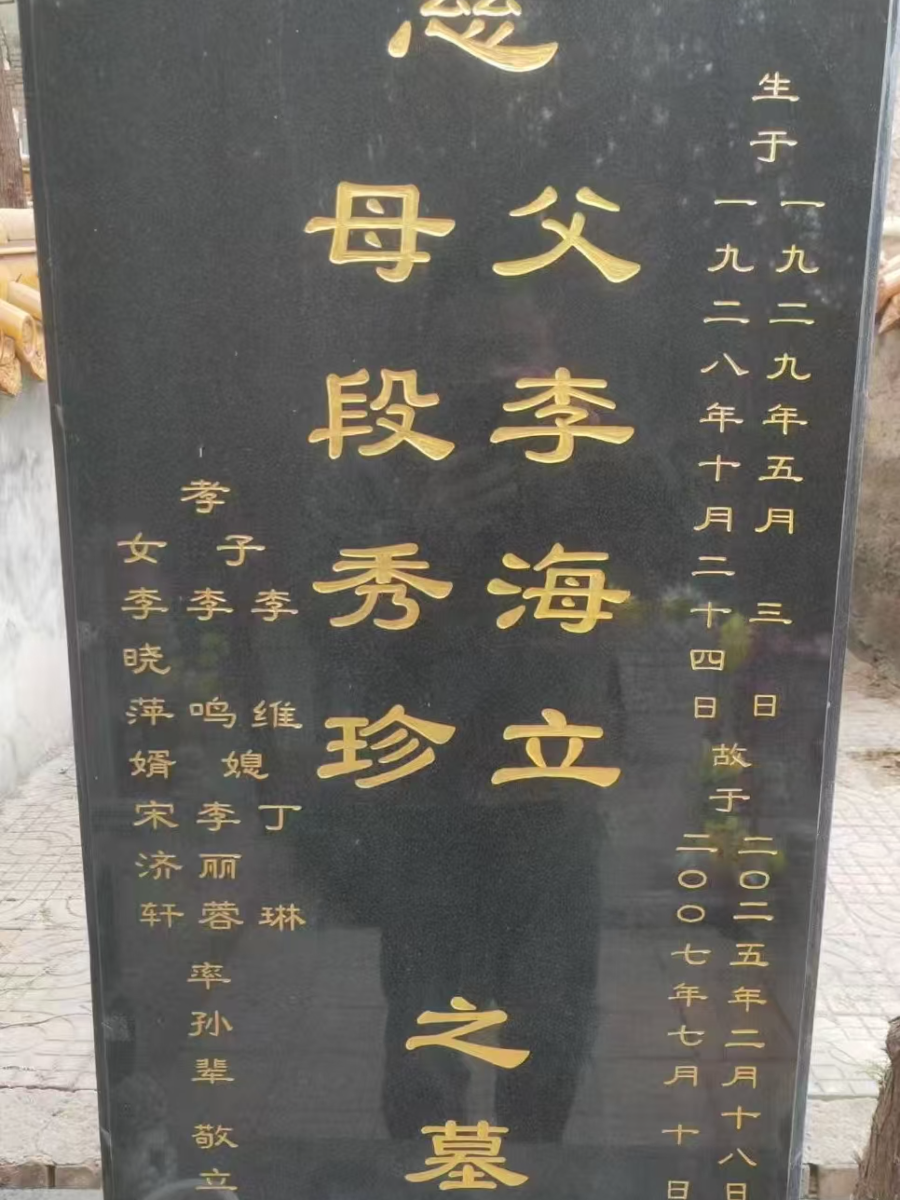 生于
一九二九年五月三日
一九二八年十月二十四日
故于
二〇二五年二月十八日
二〇〇七年七月十日
慈
父李海立
母段秀珍
之墓
孝
子
李维
李鸣
媳
丁琳
李丽蓉
女李晓萍
婿宋济轩
率孙辈
敬立